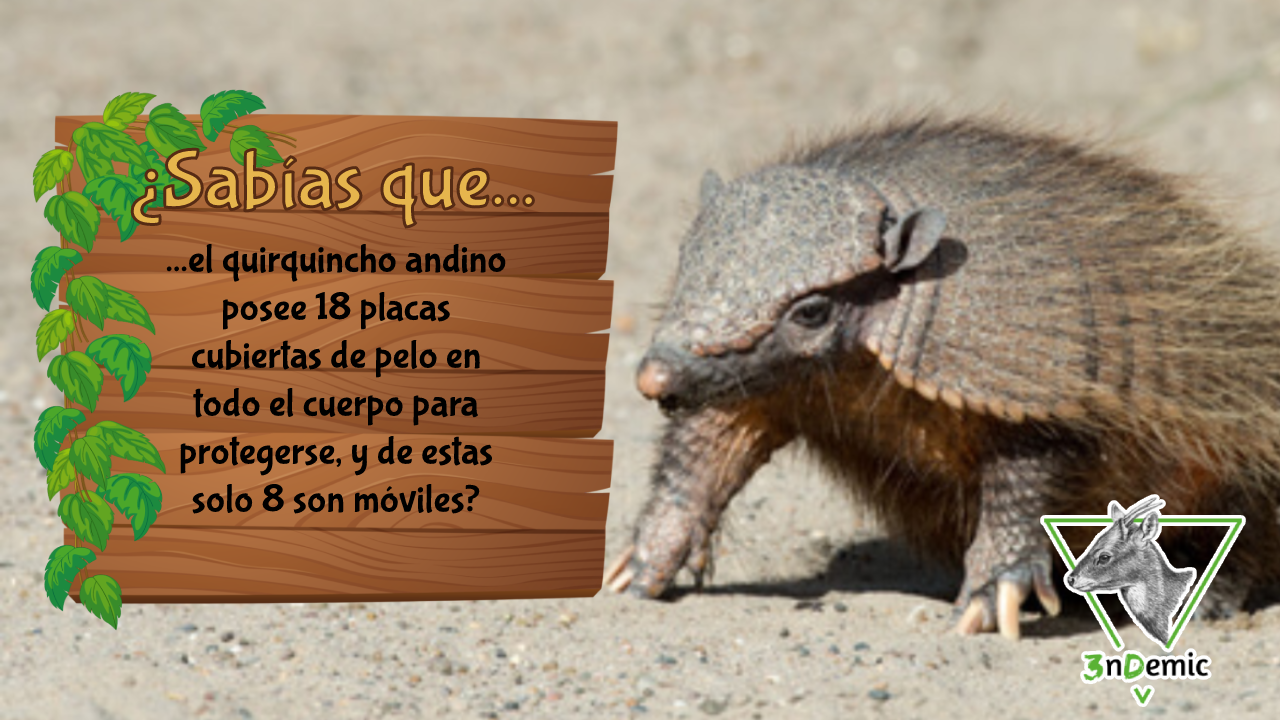 ¿Sabías que...
...el quirquincho andino
posee 18 placas
cubiertas de pelo en
todo el cuerpo para
protegerse, y de estas
solo 8 son móviles?
3nDemic